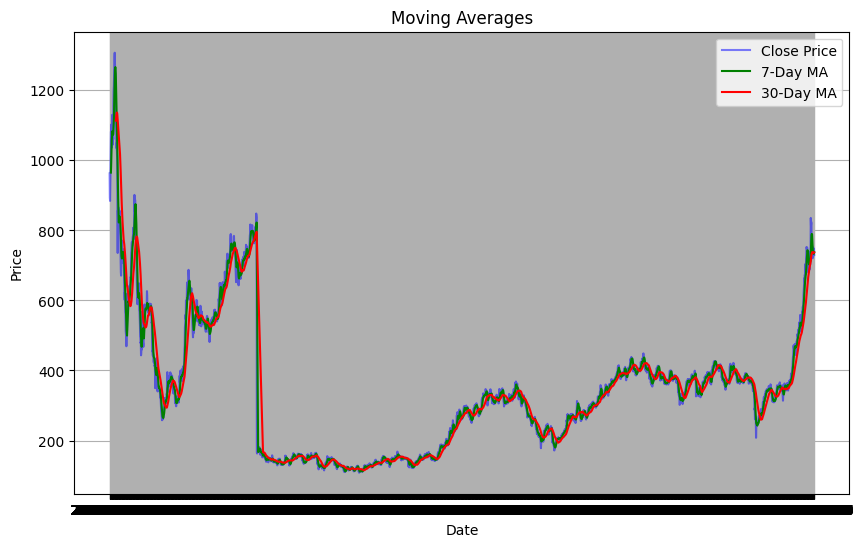 Moving Averages
Close Price
7-Day MA
30-Day MA
Price
1200
1000
800
600
400
200
Date